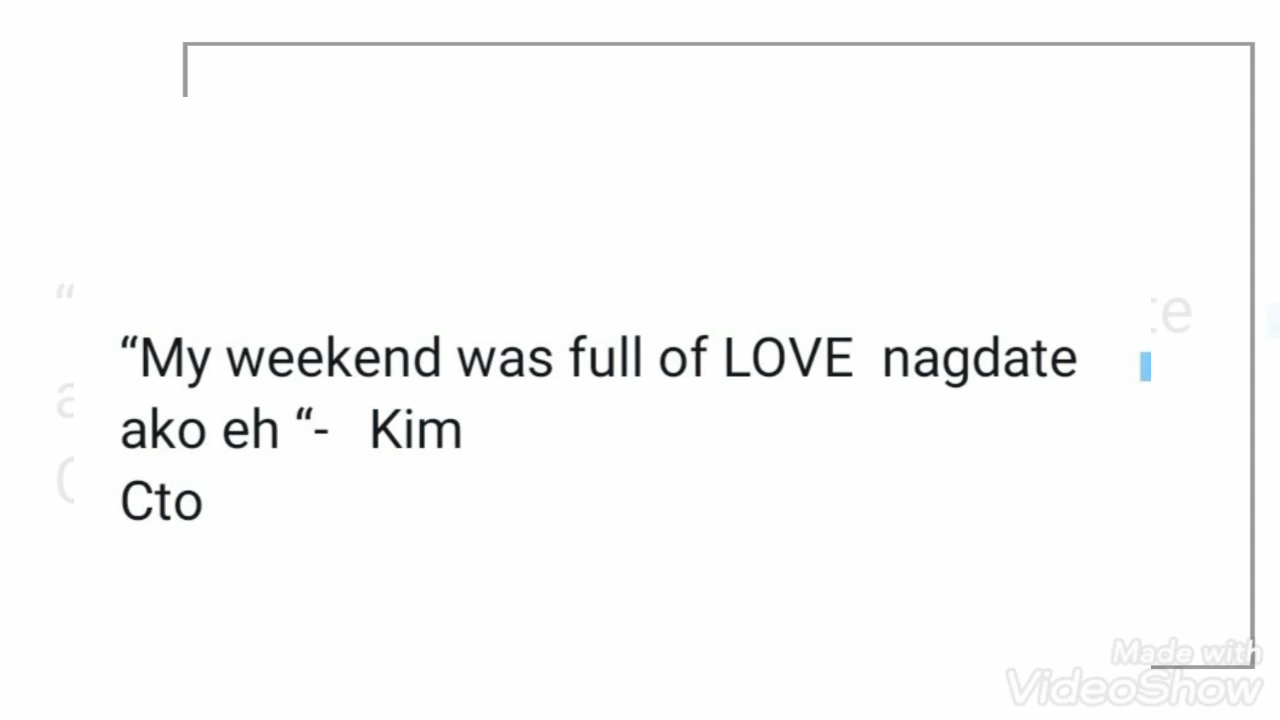 “My weekend was full of LOVE nagdate
ako eh “- Kim
Cto
Made with
VideoShow